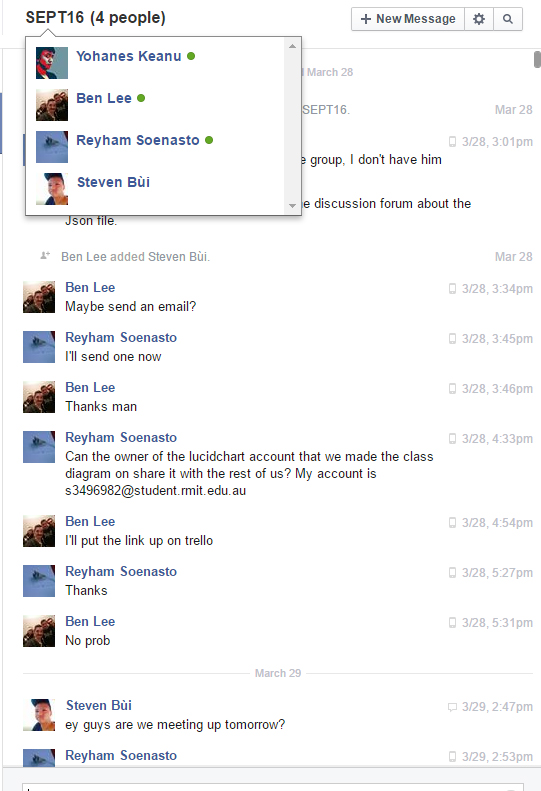 SEPT16 (4 people)
New Message
Yohanes Keanu
Ben Lee
Reyham Soenasto
Steven Bùi
March 28
SEPT16.
Mar 28
3/28, 3:01pm
group, I don't have him
discussion forum about the
Json file.
Ben Lee added Steven Bùi.
Mar 28
Ben Lee
3/28, 3:34pm
Maybe send an email?
Reyham Soenasto
3/28, 3:45pm
I'll send one now
Ben Lee
3/28, 3:46pm
Thanks man
Reyham Soenasto
3/28, 4:33pm
Can the owner of the lucidchart account that we made the class
diagram on share it with the rest of us? My account is
s3496982@student.rmit.edu.au
Ben Lee
3/28, 4:54pm
I'll put the link up on trello
Reyham Soenasto
3/28, 5:27pm
Thanks
Ben Lee
3/28, 5:31pm
No prob
March 29
Steven Bùi
3/29, 2:47pm
ey guys are we meeting up tomorrow?
Reyham Soenasto
3/29, 2:53pm